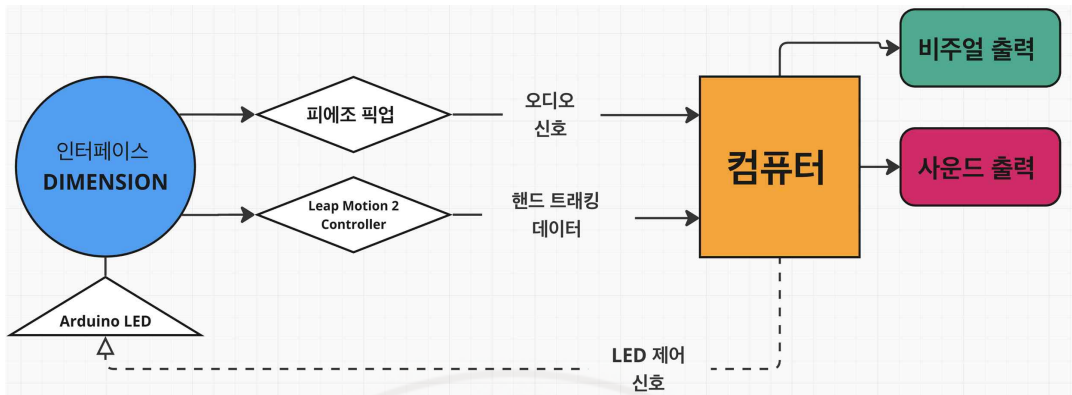 비주얼 출력
인터페이스
DIMENSION
피에조 픽업
오디오
신호
컴퓨터
사운드 출력
Leap Motion 2
Controller
핸드 트래킹
데이터
Arduino LED
LED 제어
신호